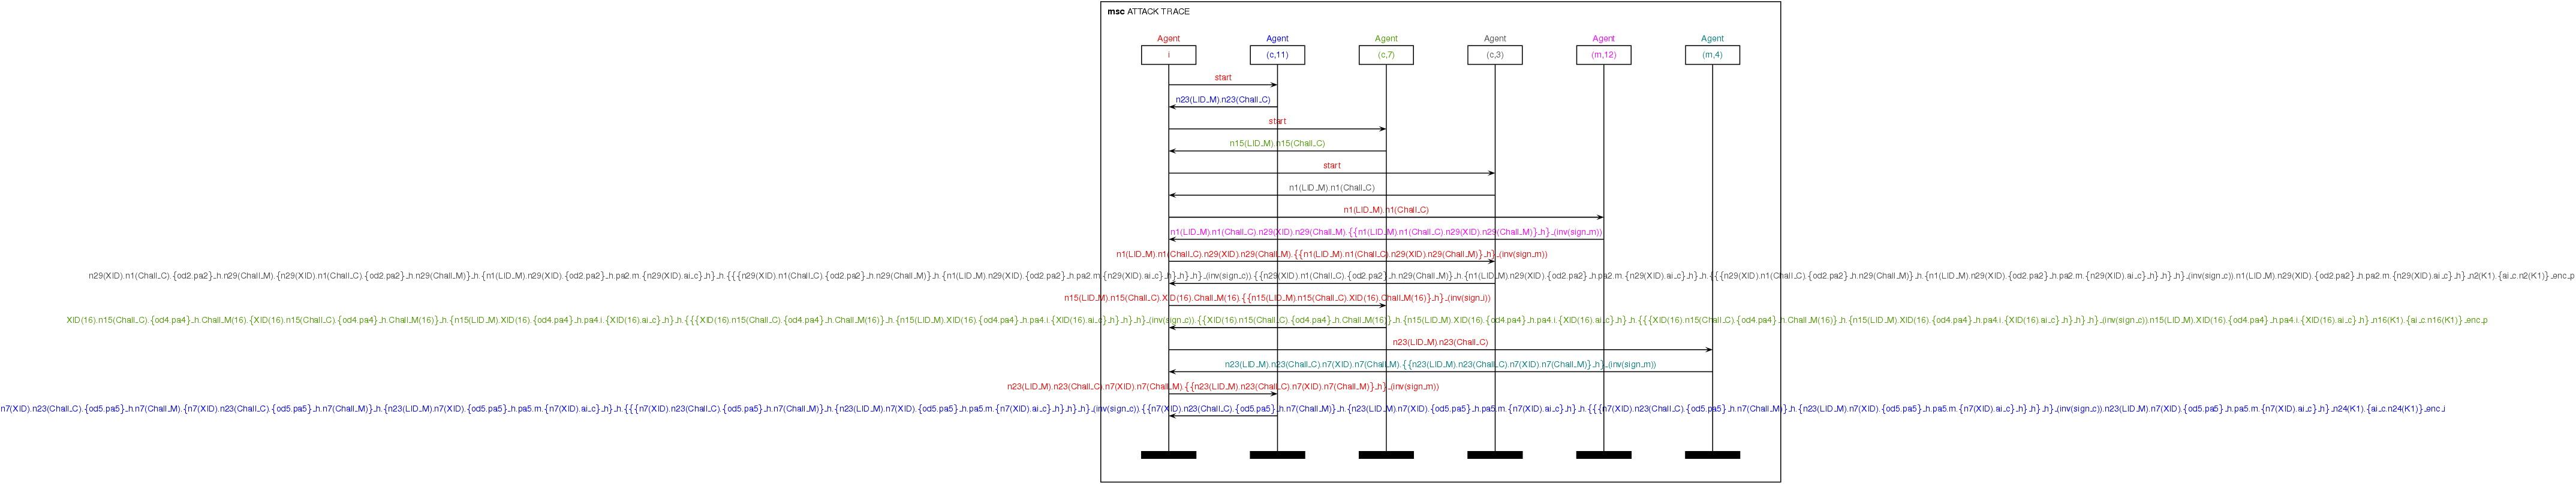 msc ATTACK TRACE
Agent Agent Agent Agent Agent Agent
i (c,11) (c,7) (c,3) (m,12) (m,4)
start
n23(LID_M).n23(Chall_C)
start
n15(LID_M).n15(Chall_C)
start
n1(LID_M).n1(Chall_C)
n1(LID_M).n1(Chall_C)
n1(LID_M).n1(Chall_C).n29(XID).n29(Chall_M).{{n1(LID_M).n1(Chall_C).n29(XID).n29(Chall_M)}_h}_(inv(sign_m))
n1(LID_M).n1(Chall_C).n29(XID).n29(Chall_M).{{n1(LID_M).n1(Chall_C).n29(XID).n29(Chall_M)}_h}_(inv(sign_m))
n29(XID).n1(Chall_C).{od2.pa2}_h.n29(Chall_M).{n29(XID).n1(Chall_C).{od2.pa2}_h.n29(Chall_M)}_h.{n1(LID_M).n29(XID).{od2.pa2}_h.pa2.m.{n29(XID).ai_c}_h}_h.{{{n29(XID).n1(Chall_C).{od2.pa2}_h.n29(Chall_M)}_h.{n1(LID_M).n29(XID).{od2.pa2}_h.pa2.m.{n29(XID).ai_c}_h}_h}_h}_(inv(sign_c)).{{n29(XID).n1(Chall_C).{od2.pa2}_h.n29(Chall_M)}_h.{n1(LID_M).n29(XID).{od2.pa2}_h.pa2.m.{n29(XID).ai_c}_h}_h.{{{n29(XID).n1(Chall_C).{od2.pa2}_h.n29(Chall_M)}_h.{n1(LID_M).n29(XID).{od2.pa2}_h.pa2.m.{n29(XID).ai_c}_h}_h}_h}_(inv(sign_c)).n1(LID_M).n29(XID).{od2.pa2}_h.pa2.m.{n29(XID).ai_c}_h}_n2(K1).{ai_c.n2(K1)}_enc_p
n15(LID_M).n15(Chall_C).XID(16).Chall_M(16).{{n15(LID_M).n15(Chall_C).XID(16).Chall_M(16)}_h}_(inv(sign_i))
XID(16).n15(Chall_C).{od4.pa4}_h.Chall_M(16).{XID(16).n15(Chall_C).{od4.pa4}_h.Chall_M(16)}_h.{n15(LID_M).XID(16).{od4.pa4}_h.pa4.i.{XID(16).ai_c}_h}_h.{{{XID(16).n15(Chall_C).{od4.pa4}_h.Chall_M(16)}_h.{n15(LID_M).XID(16).{od4.pa4}_h.pa4.i.{XID(16).ai_c}_h}_h}_h}_(inv(sign_c)).{{XID(16).n15(Chall_C).{od4.pa4}_h.Chall_M(16)}_h.{n15(LID_M).XID(16).{od4.pa4}_h.pa4.i.{XID(16).ai_c}_h}_h.{{{XID(16).n15(Chall_C).{od4.pa4}_h.Chall_M(16)}_h.{n15(LID_M).XID(16).{od4.pa4}_h.pa4.i.{XID(16).ai_c}_h}_h}_h}_(inv(sign_c)).n15(LID_M).XID(16).{od4.pa4}_h.pa4.i.{XID(16).ai_c}_h}_n16(K1).{ai_c.n16(K1)}_enc_p
n23(LID_M).n23(Chall_C)
n23(LID_M).n23(Chall_C).n7(XID).n7(Chall_M).{{n23(LID_M).n23(Chall_C).n7(XID).n7(Chall_M)}_h}_(inv(sign_m))
n23(LID_M).n23(Chall_C).n7(XID).n7(Chall_M).{{n23(LID_M).n23(Chall_C).n7(XID).n7(Chall_M)}_h}_(inv(sign_m))
n7(XID).n23(Chall_C).{od5.pa5}_h.n7(Chall_M).{n7(XID).n23(Chall_C).{od5.pa5}_h.n7(Chall_M)}_h.{n23(LID_M).n7(XID).{od5.pa5}_h.pa5.m.{n7(XID).ai_c}_h}_h.{{{n7(XID).n23(Chall_C).{od5.pa5}_h.n7(Chall_M)}_h.{n23(LID_M).n7(XID).{od5.pa5}_h.pa5.m.{n7(XID).ai_c}_h}_h}_h}_(inv(sign_c)).{{n7(XID).n23(Chall_C).{od5.pa5}_h.n7(Chall_M)}_h.{n23(LID_M).n7(XID).{od5.pa5}_h.pa5.m.{n7(XID).ai_c}_h}_h.{{{n7(XID).n23(Chall_C).{od5.pa5}_h.n7(Chall_M)}_h.{n23(LID_M).n7(XID).{od5.pa5}_h.pa5.m.{n7(XID).ai_c}_h}_h}_h}_(inv(sign_c)).n23(LID_M).n7(XID).{od5.pa5}_h.pa5.m.{n7(XID).ai_c}_h}_n24(K1).{ai_c.n24(K1)}_enc_i